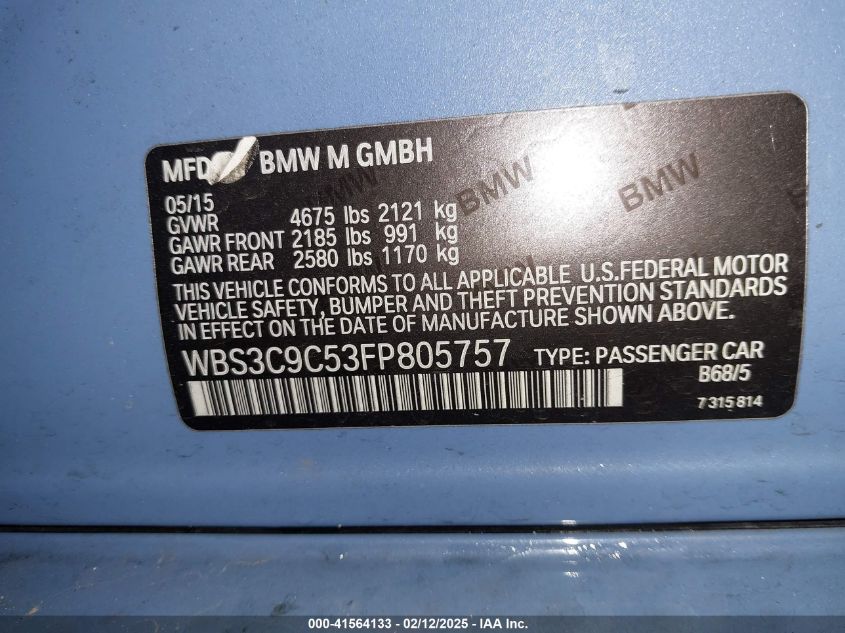 MFD BMW M GMBH
05/15
GVWR 4675 lbs 2121 kg
GAWR FRONT 2185 lbs 991 kg
GAWR REAR 2580 lbs 1170 kg
THIS VEHICLE CONFORMS TO ALL APPLICABLE U.S.FEDERAL MOTOR
VEHICLE SAFETY, BUMPER AND THEFT PREVENTION STANDARDS
IN EFFECT ON THE DATE OF MANUFACTURE SHOWN ABOVE.
WBS3C9C53FP805757 TYPE: PASSENGER CAR
B68/5
7 315 814
BMW
BMW
000-41564133 - 02/12/2025 - IAA, Inc.